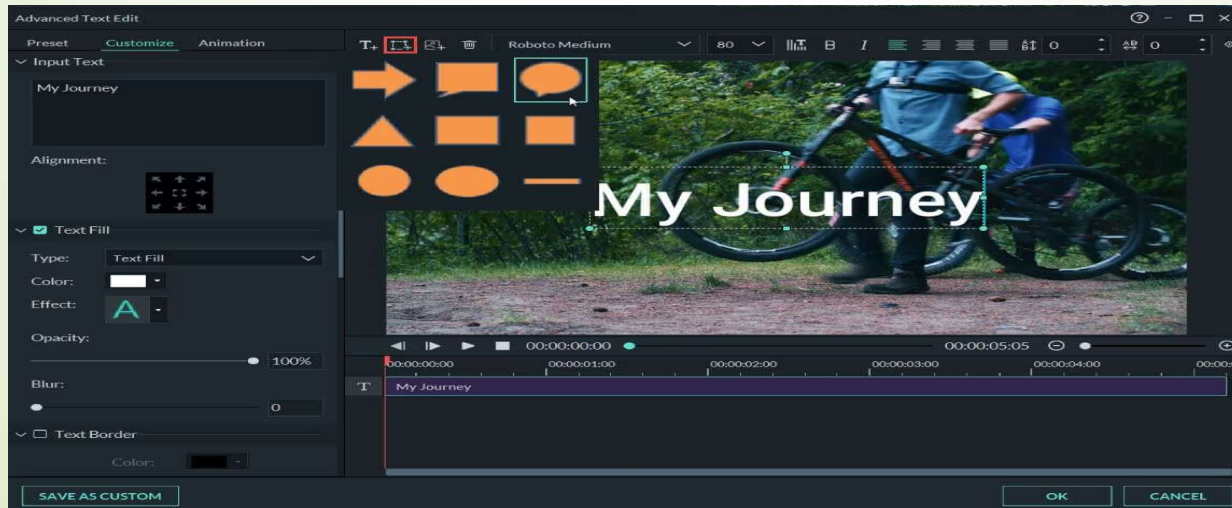 Advanced Text Edit
Preset Customize Animation
T+ Roboto Medium 80 B I 0 0
Input Text
My Journey
Alignment:
My Journey
Text Fill
Type: Text Fill
Color:
Effect: A
Opacity:
100%
Blur:
0
Text Border
Color:
00:00:00:00 00:00:05:05
00:00:00:00 00:00:01:00 00:00:02:00 00:00:03:00 00:00:04:00
T My Journey
SAVE AS CUSTOM OK CANCEL